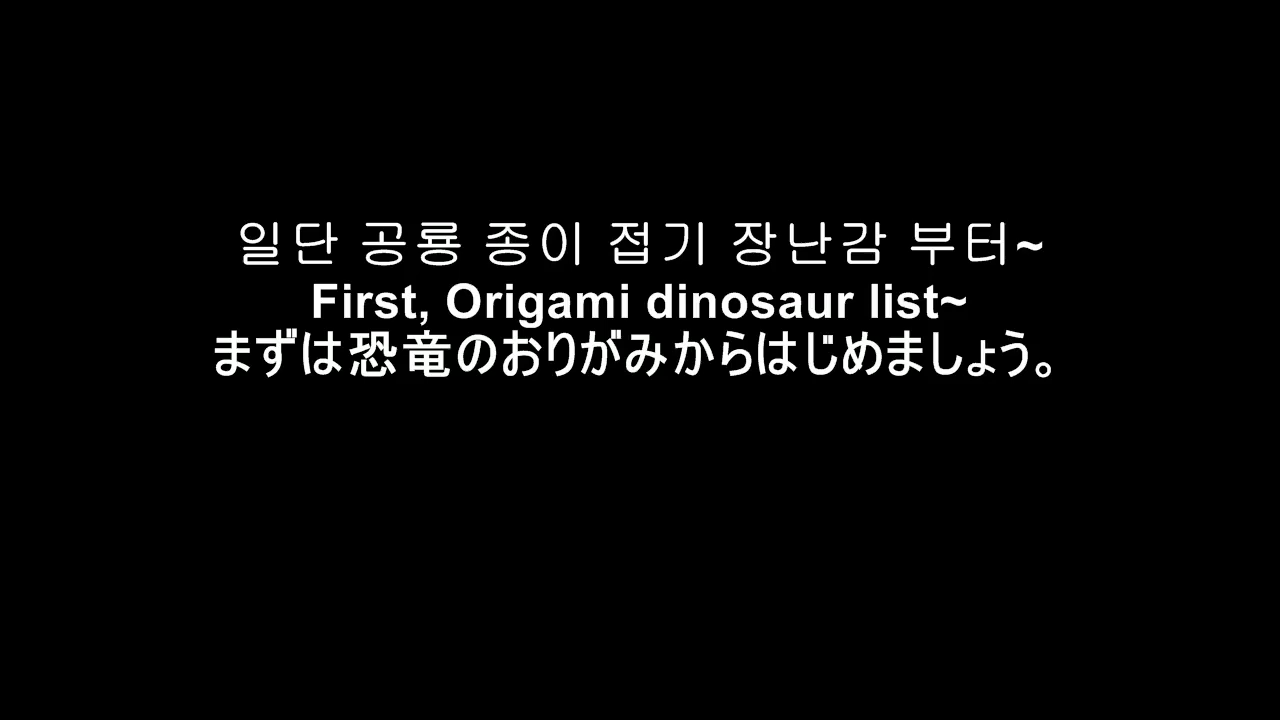 일단 공룡 종이 접기 장난감 부터~
First, Origami dinosaur list~
まずは恐竜のおりがみからはじめましょう。